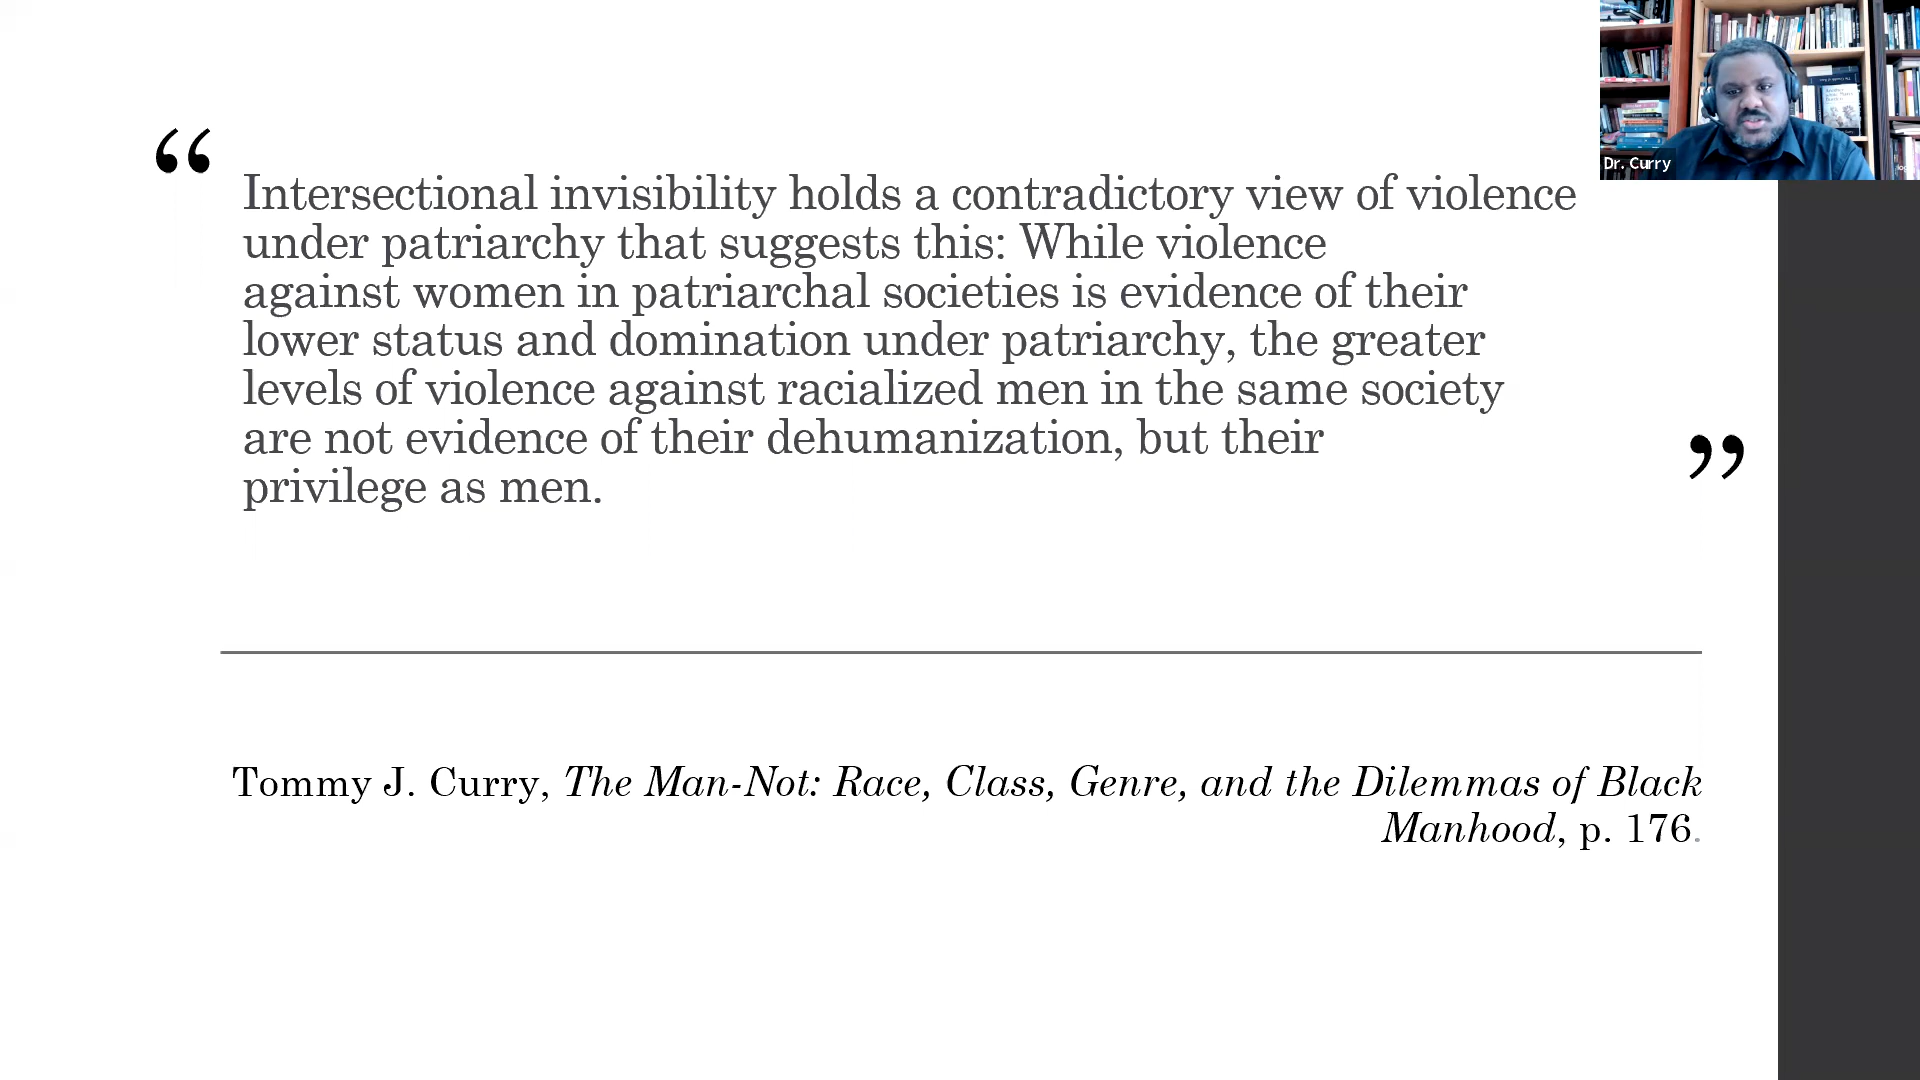 “
Intersectional invisibility holds a contradictory view of violence
under patriarchy that suggests this: While violence
against women in patriarchal societies is evidence of their
lower status and domination under patriarchy, the greater
levels of violence against racialized men in the same society
are not evidence of their dehumanization, but their
privilege as men.
”
Tommy J. Curry, The Man-Not: Race, Class, Genre, and the Dilemmas of Black
Manhood, p. 176.
Dr. Curry